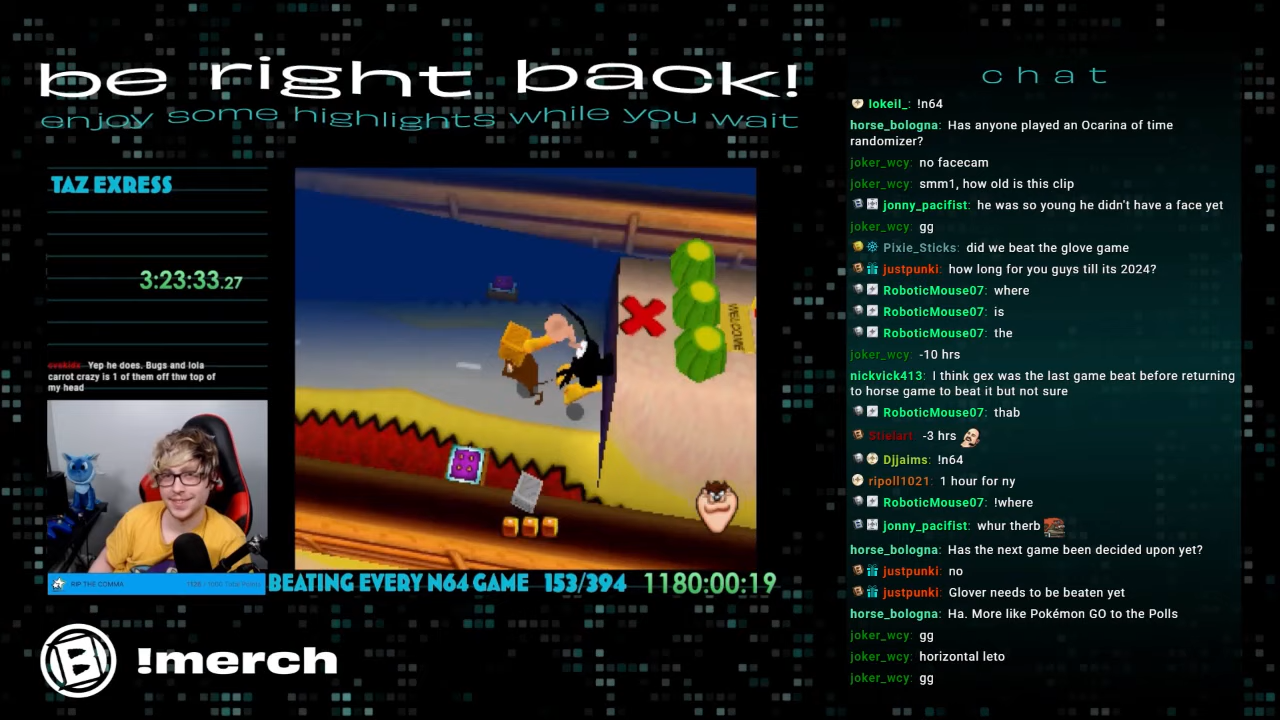 be right back!
enjoy some highlights while you wait
TAZ EXRESS
3:23:33.27
Yep he does. Bugs and lola
carrot crazy is 1 of them off thw top of
my head
WELCOME
RIP THE COMMA
BEATING EVERY N64 GAME 153/394 1180:00:19
B !merch
chat
lokeil_: !n64
horse_bologna: Has anyone played an Ocarina of time
randomizer?
joker_wcy: no facecam
joker_wcy: smm1, how old is this clip
jonny_pacifist: he was so young he didn't have a face yet
joker_wcy: gg
Pixie_Sticks: did we beat the glove game
justpunki: how long for you guys till its 2024?
RoboticMouse07: where
RoboticMouse07: is
RoboticMouse07: the
joker_wcy: -10 hrs
nickvick413: I think gex was the last game beat before returning
to horse game to beat it but not sure
RoboticMouse07: thab
Stielart: -3 hrs
Djjaims: !n64
ripoll1021: 1 hour for ny
RoboticMouse07: !where
jonny_pacifist: whur therb
horse_bologna: Has the next game been decided upon yet?
justpunki: no
justpunki: Glover needs to be beaten yet
horse_bologna: Ha. More like Pokémon GO to the Polls
joker_wcy: gg
joker_wcy: horizontal leto
joker_wcy: gg